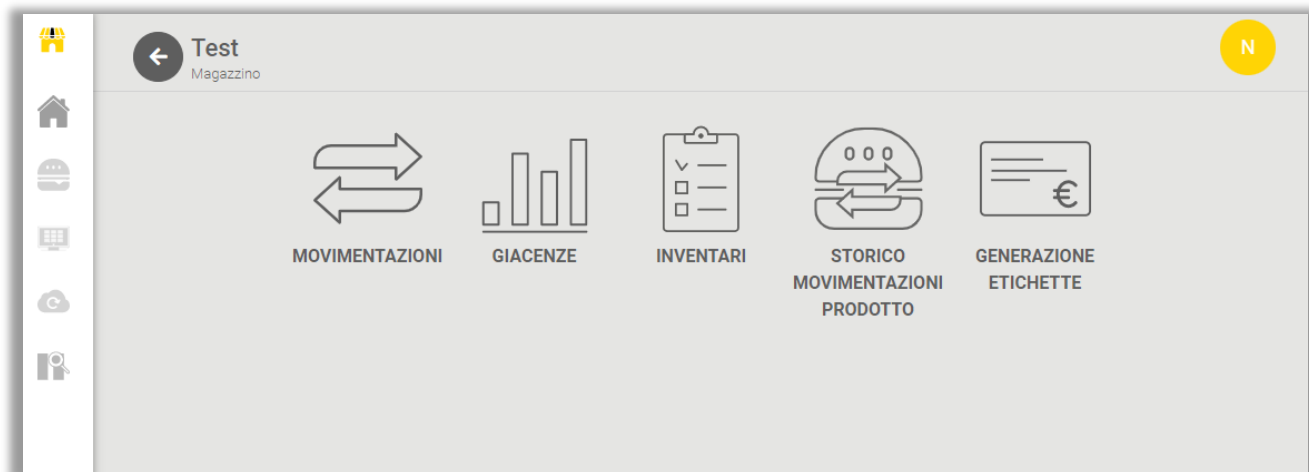 Test
Magazzino
N
MOVIMENTAZIONI
GIACENZE
INVENTARI
STORICO
MOVIMENTAZIONI
PRODOTTO
GENERAZIONE
ETICHETTE
€